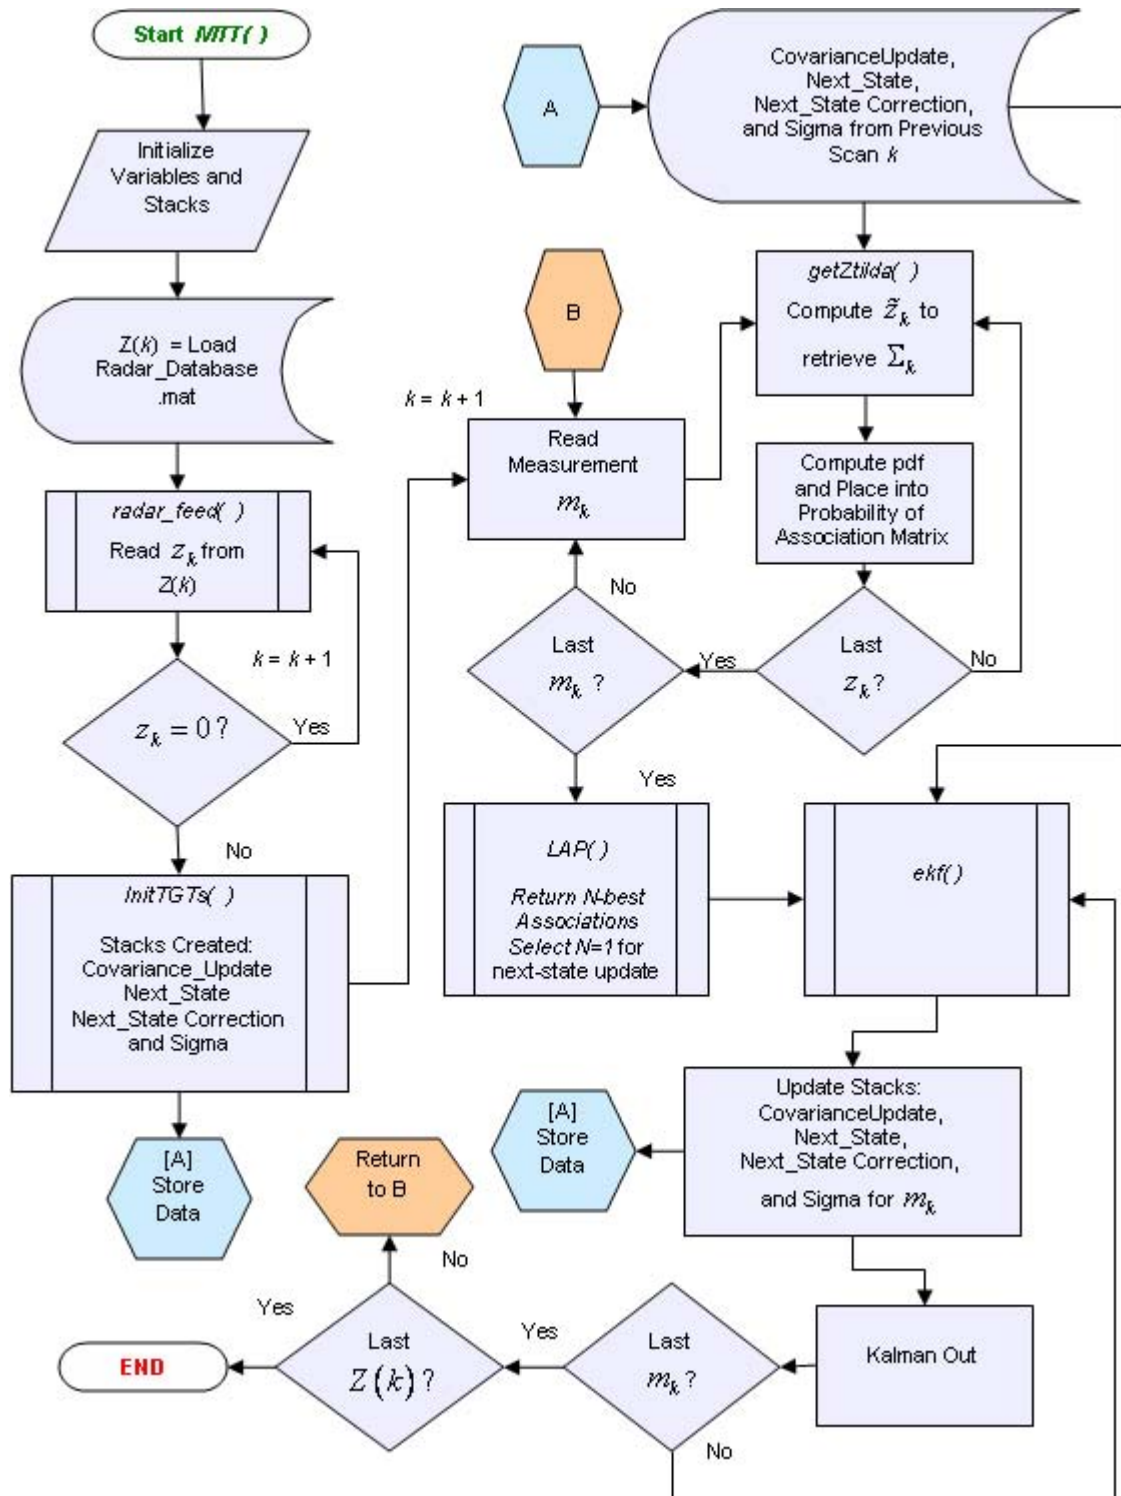 Start MTT( )
Initialize
Variables and
Stacks
Z(k) = Load
Radar_Database
.mat
radar_feed( )
Read z_k from
Z(k)
k = k + 1
z_k = 0 ?
Yes
No
InitTGTs( )
Stacks Created:
Covariance_Update
Next_State
Next_State Correction
and Sigma
[A]
Store
Data
A
CovarianceUpdate,
Next_State,
Next_State Correction,
and Sigma from Previous
Scan k
B
k = k + 1
Read
Measurement
m_k
getZtilda( )
Compute z̃_k to
retrieve Σ_k
Compute pdf
and Place into
Probability of
Association Matrix
Last
z_k ?
No
Yes
Last
m_k ?
No
Yes
LAP( )
Return N-best
Associations
Select N=1 for
next-state update
ekf( )
Update Stacks:
CovarianceUpdate,
Next_State,
Next_State Correction,
and Sigma for m_k
[A]
Store
Data
Kalman Out
Last
m_k ?
No
Yes
Last
Z(k) ?
No
Return
to B
Yes
END